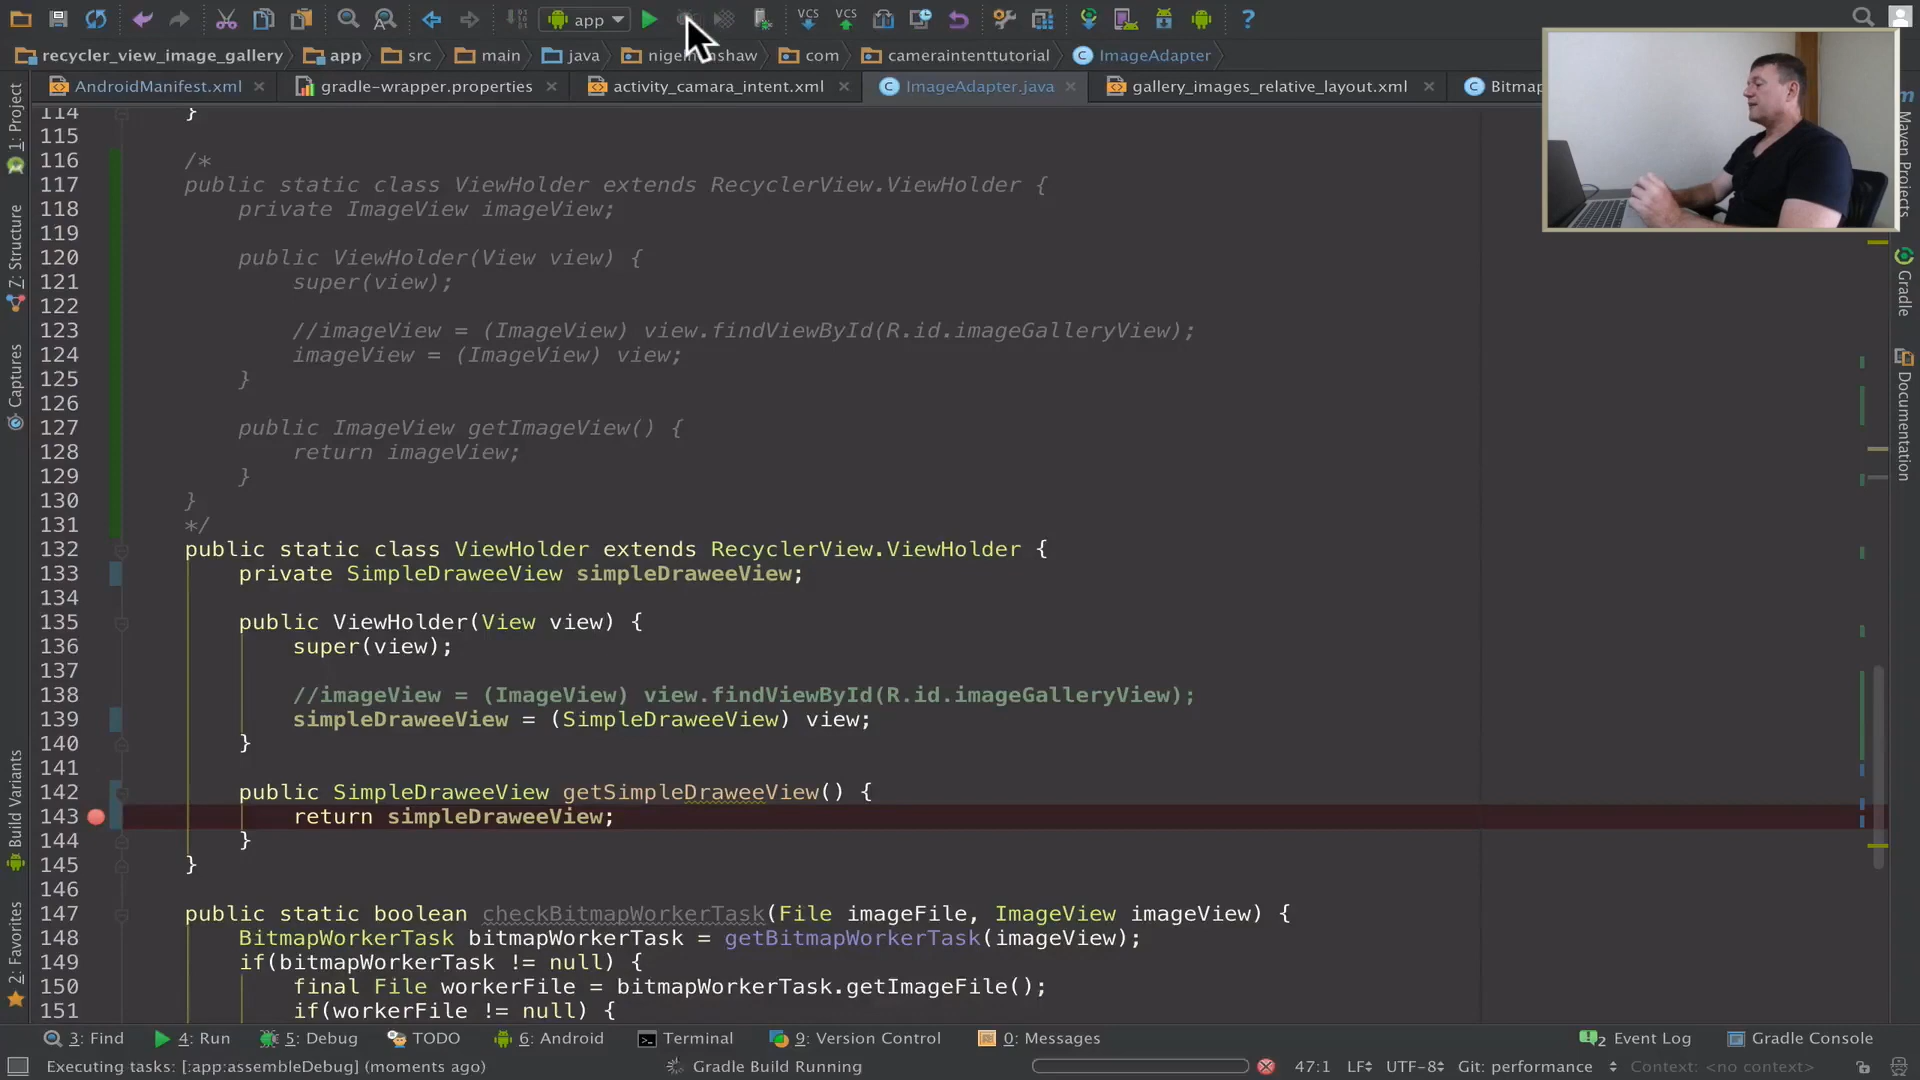 app
VCS
VCS
?
recycler_view_image_gallery
app
src
main
java
com
cameraintenttutorial
ImageAdapter
AndroidManifest.xml
gradle-wrapper.properties
activity_camara_intent.xml
ImageAdapter.java
gallery_images_relative_layout.xml
Bitmap
1: Project
7: Structure
Captures
Build Variants
2: Favorites
Maven Projects
Gradle
Documentation
114 }
115
116 /*
117 public static class ViewHolder extends RecyclerView.ViewHolder {
118 private ImageView imageView;
119
120 public ViewHolder(View view) {
121 super(view);
122
123 //imageView = (ImageView) view.findViewById(R.id.imageGalleryView);
124 imageView = (ImageView) view;
125 }
126
127 public ImageView getImageView() {
128 return imageView;
129 }
130 }
131 */
132 public static class ViewHolder extends RecyclerView.ViewHolder {
133 private SimpleDraweeView simpleDraweeView;
134
135 public ViewHolder(View view) {
136 super(view);
137
138 //imageView = (ImageView) view.findViewById(R.id.imageGalleryView);
139 simpleDraweeView = (SimpleDraweeView) view;
140 }
141
142 public SimpleDraweeView getSimpleDraweeView() {
143 return simpleDraweeView;
144 }
145 }
146
147 public static boolean checkBitmapWorkerTask(File imageFile, ImageView imageView) {
148 BitmapWorkerTask bitmapWorkerTask = getBitmapWorkerTask(imageView);
149 if(bitmapWorkerTask != null) {
150 final File workerFile = bitmapWorkerTask.getImageFile();
151 if(workerFile != null) {
3: Find
4: Run
5: Debug
TODO
6: Android
Terminal
9: Version Control
0: Messages
2 Event Log
Gradle Console
Executing tasks: [:app:assembleDebug] (moments ago)
Gradle Build Running
47:1
LF
UTF-8
Git: performance
Context: <no context>